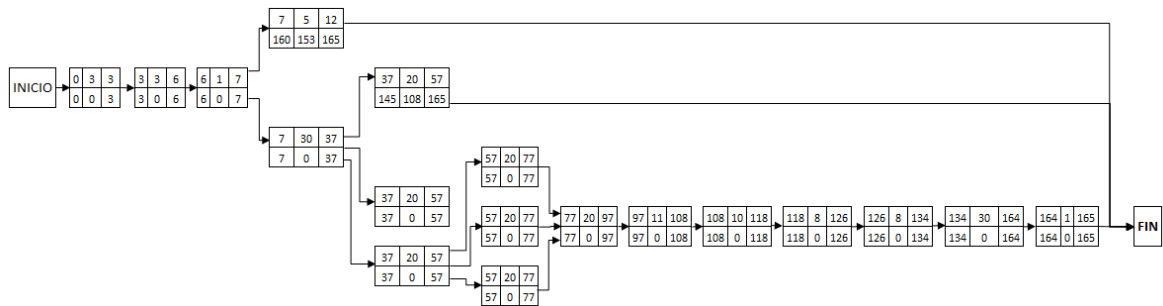 7 5 12
160 153 165
INICIO
0 3 3
0 0 3
3 3 6
3 0 6
6 1 7
6 0 7
37 20 57
145 108 165
7 30 37
7 0 37
57 20 77
57 0 77
37 20 57
37 0 57
57 20 77
57 0 77
77 20 97
77 0 97
97 11 108
97 0 108
108 10 118
108 0 118
118 8 126
118 0 126
126 8 134
126 0 134
134 30 164
134 0 164
164 1 165
164 0 165
FIN
37 20 57
37 0 57
57 20 77
57 0 77